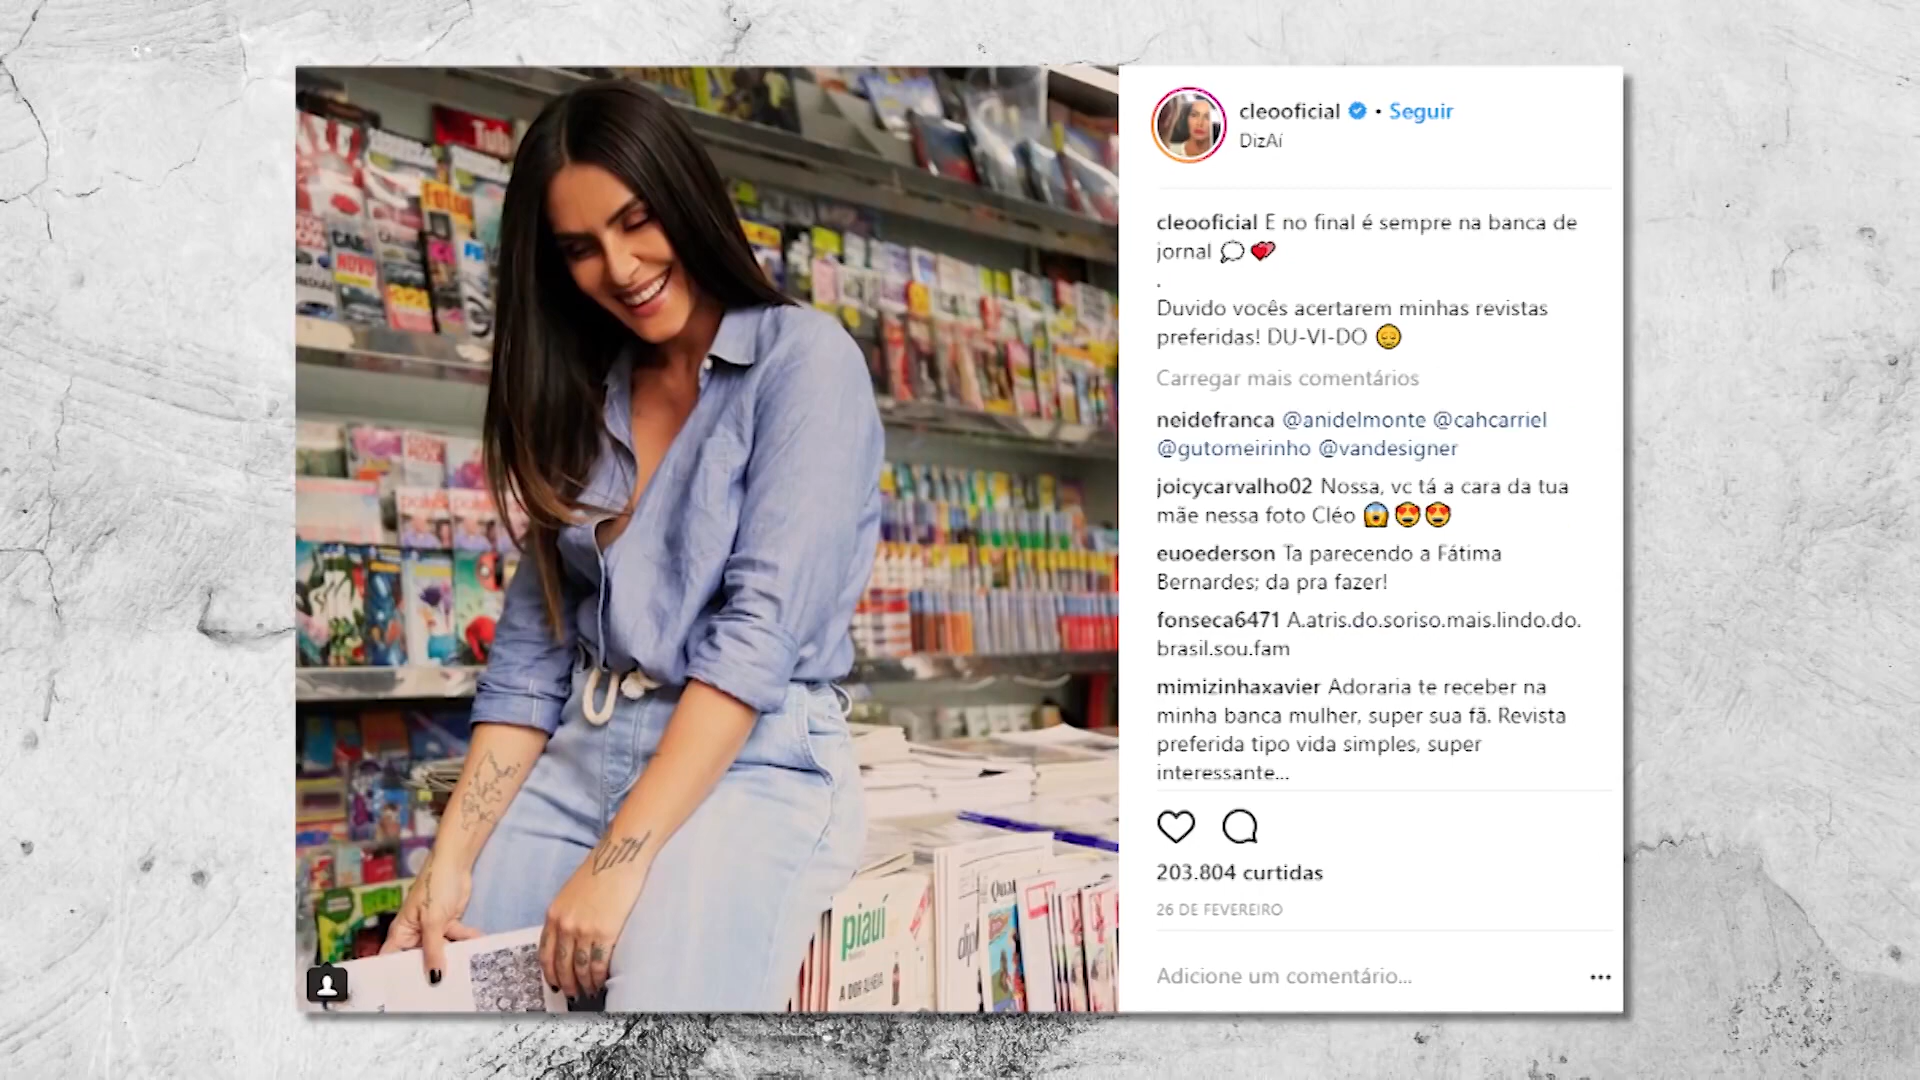 cleooficial • Seguir
DizAí
cleooficial E no final é sempre na banca de
jornal
.
Duvido vocês acertarem minhas revistas
preferidas! DU-VI-DO
Carregar mais comentários
neidefranca @anidelmonte @cahcarriel
@gutomeirinho @vandesigner
joicycarvalho02 Nossa, vc tá a cara da tua
mãe nessa foto Cléo
euoederson Ta parecendo a Fátima
Bernardes; da pra fazer!
fonseca6471 A.atris.do.soriso.mais.lindo.do.
brasil.sou.fam
mimizinhaxavier Adoraria te receber na
minha banca mulher, super sua fã. Revista
preferida tipo vida simples, super
interessante...
203.804 curtidas
26 DE FEVEREIRO
Adicione um comentário...
piauí
A DOR ALHEIA